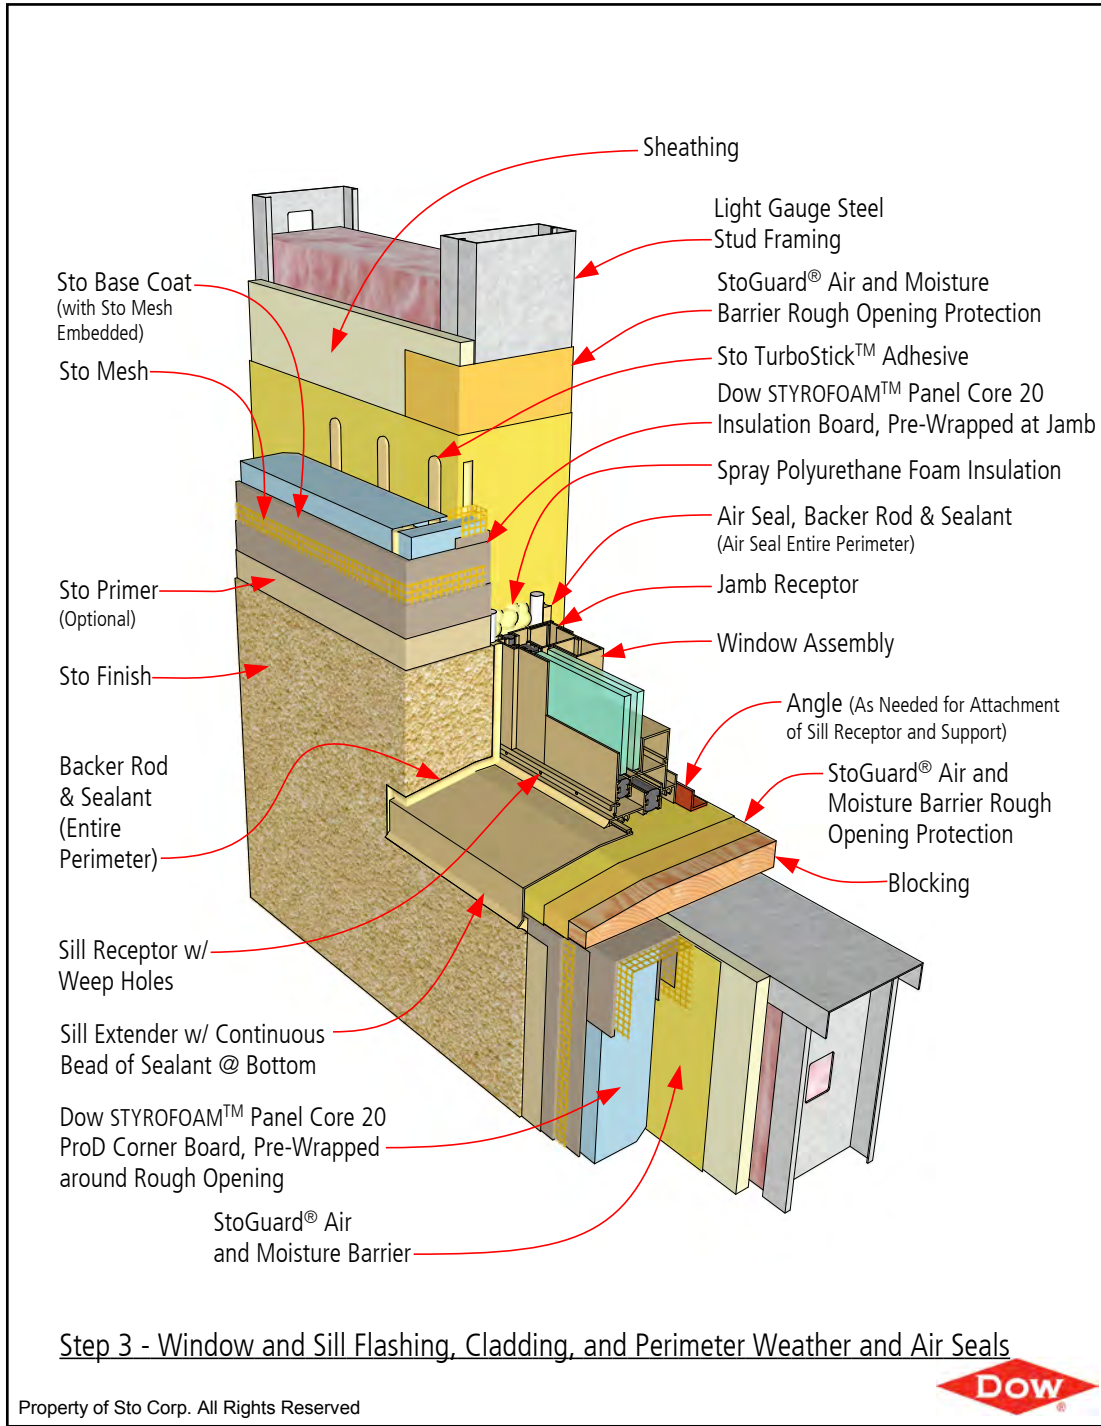 Sheathing
Light Gauge Steel
Stud Framing
StoGuard® Air and Moisture
Barrier Rough Opening Protection
Sto TurboStick™ Adhesive
Dow STYROFOAM™ Panel Core 20
Insulation Board, Pre-Wrapped at Jamb
Spray Polyurethane Foam Insulation
Air Seal, Backer Rod & Sealant
(Air Seal Entire Perimeter)
Jamb Receptor
Window Assembly
Angle (As Needed for Attachment
of Sill Receptor and Support)
StoGuard® Air and
Moisture Barrier Rough
Opening Protection
Blocking
Sto Base Coat
(with Sto Mesh
Embedded)
Sto Mesh
Sto Primer
(Optional)
Sto Finish
Backer Rod
& Sealant
(Entire
Perimeter)
Sill Receptor w/
Weep Holes
Sill Extender w/ Continuous
Bead of Sealant @ Bottom
Dow STYROFOAM™ Panel Core 20
ProD Corner Board, Pre-Wrapped
around Rough Opening
StoGuard® Air
and Moisture Barrier
Step 3 - Window and Sill Flashing, Cladding, and Perimeter Weather and Air Seals
Dow®
Property of Sto Corp. All Rights Reserved